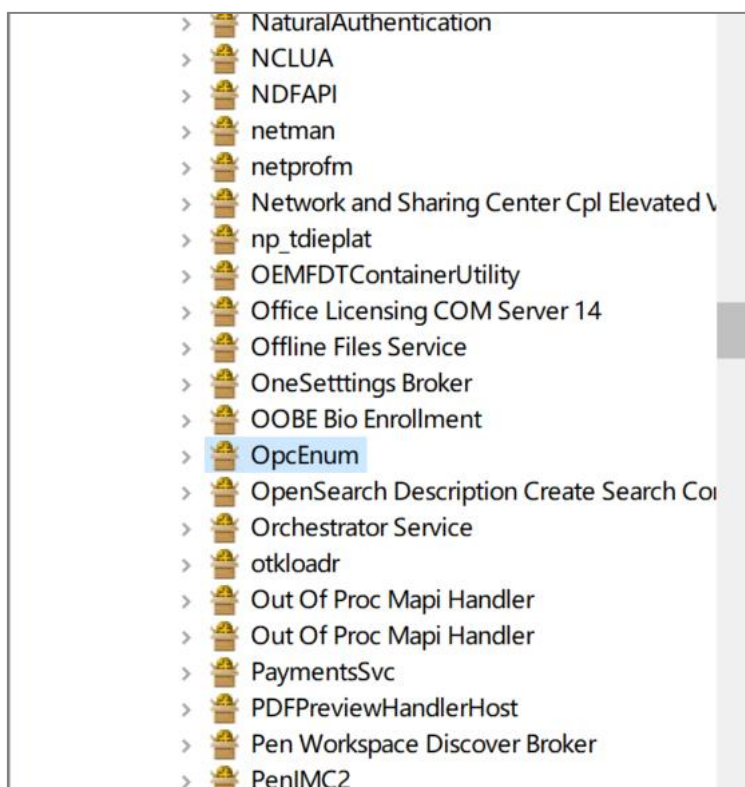 NaturalAuthentication
NCLUA
NDFAPI
netman
netprofm
Network and Sharing Center Cpl Elevated V
np_tdieplat
OEMFDTContainerUtility
Office Licensing COM Server 14
Offline Files Service
OneSetttings Broker
OOBE Bio Enrollment
OpcEnum
OpenSearch Description Create Search Con
Orchestrator Service
otkloadr
Out Of Proc Mapi Handler
Out Of Proc Mapi Handler
PaymentsSvc
PDFPreviewHandlerHost
Pen Workspace Discover Broker
PenIMC2